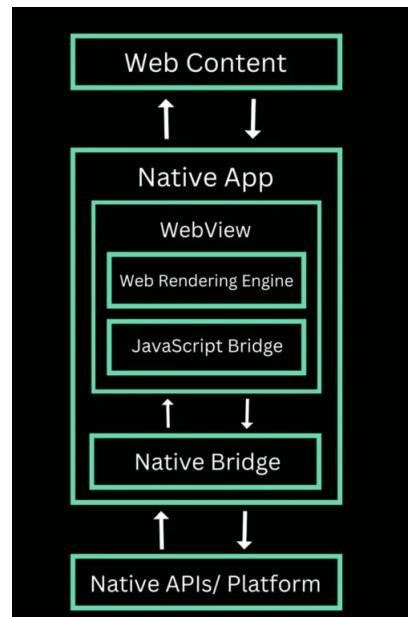 Web Content
Native App
WebView
Web Rendering Engine
JavaScript Bridge
Native Bridge
Native APIs/ Platform